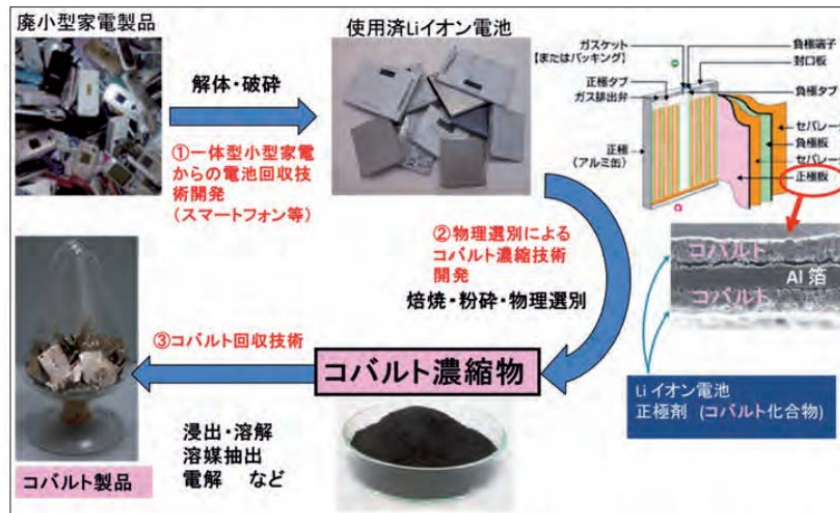 廃小型家電製品
解体・破砕
①一体型小型家電
からの電池回収技
術開発
(スマートフォン等)
使用済Liイオン電池
ガスケット
【またはパッキング】
正極タブ
ガス排出弁
正極
(アルミ缶)
負極端子
封口板
負極タブ
セパレー
負極板
セパレー
正極板
コバルト
Al 箔
コバルト
Li イオン電池
正極剤 (コバルト化合物)
②物理選別による
コバルト濃縮技術
開発
焙焼・粉砕・物理選別
コバルト濃縮物
③コバルト回収技術
浸出・溶解
溶媒抽出
電解 など
コバルト製品